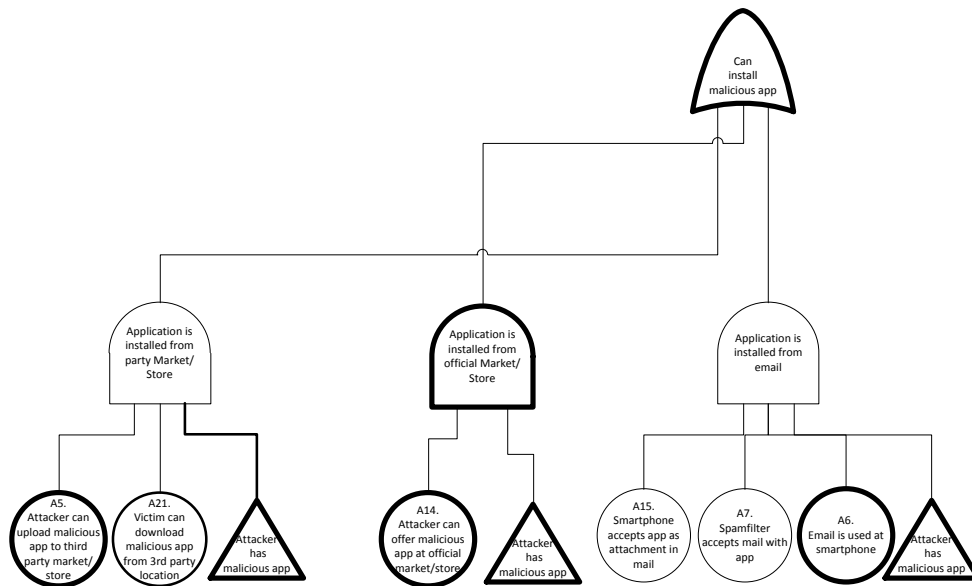 Can
install
malicious app
Application is
installed from
party Market/
Store
Application is
installed from
official Market/
Store
Application is
installed from
email
A5.
Attacker can
upload malicious
app to third
party market/
store
A21.
Victim can
download
malicious app
from 3rd party
location
Attacker
has
malicious app
A14.
Attacker can
offer malicious
app at official
market/store
Attacker
has
malicious app
A15.
Smartphone
accepts app as
attachment in
mail
A7.
Spamfilter
accepts mail with
app
A6.
Email is used at
smartphone
Attacker
has
malicious app